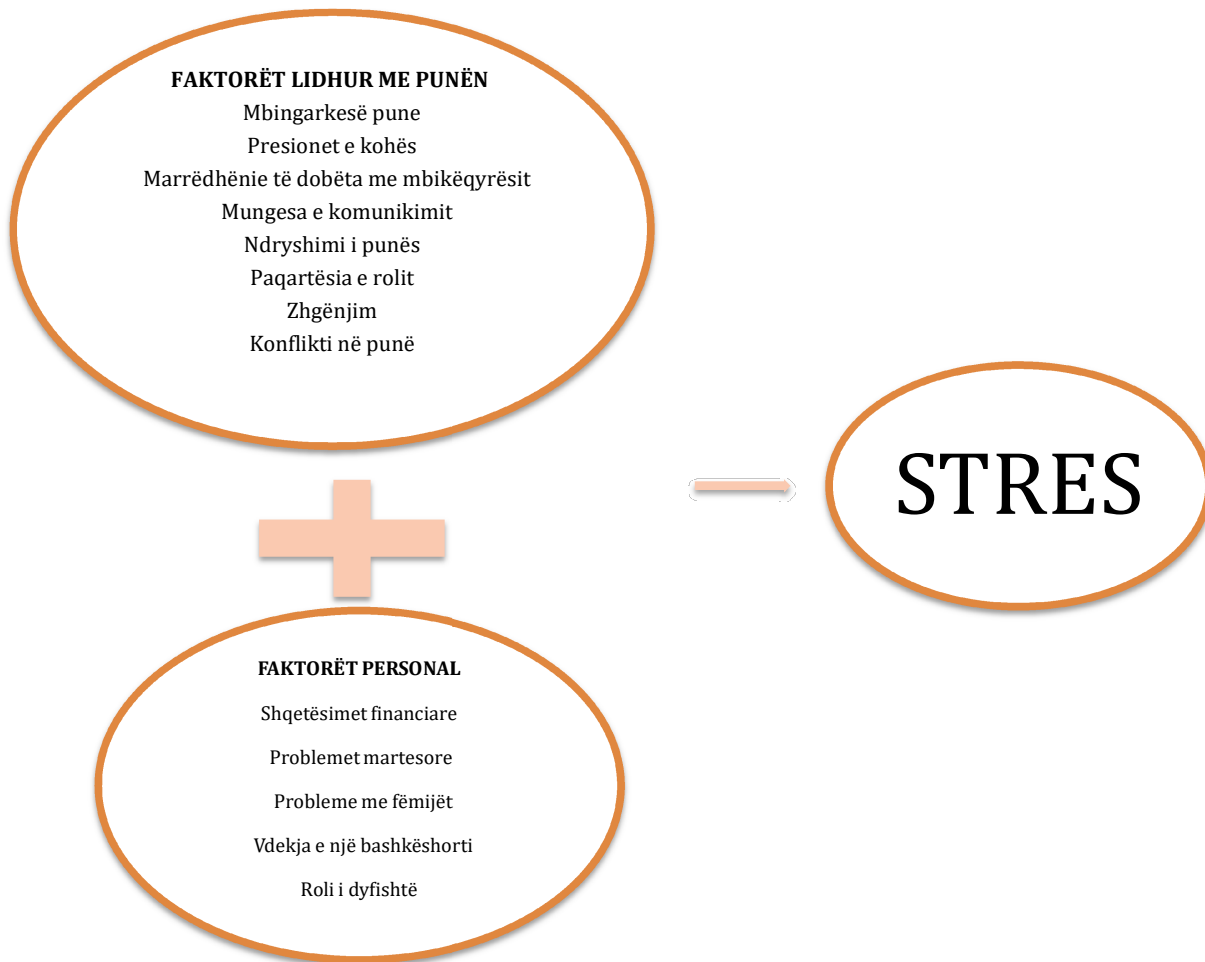 FAKTORËT LIDHUR ME PUNËN
Mbingarkesë pune
Presionet e kohës
Marrëdhënie të dobëta me mbikëqyrësit
Mungesa e komunikimit
Ndryshimi i punës
Paqartësia e rolit
Zhgënjim
Konflikti në punë
STRES
FAKTORËT PERSONAL
Shqetësimet financiare
Problemet martesore
Probleme me fëmijët
Vdekja e një bashkëshorti
Roli i dyfishtë